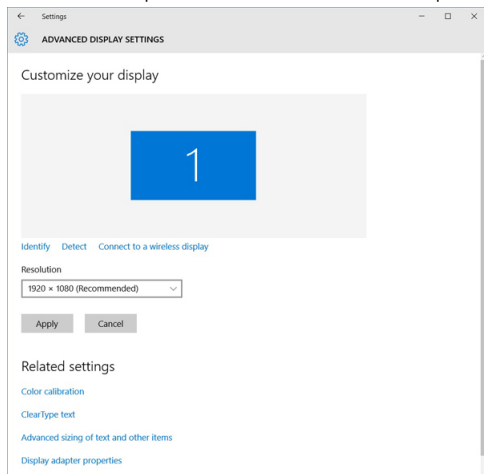 Settings
ADVANCED DISPLAY SETTINGS
Customize your display
1
Identify Detect Connect to a wireless display
Resolution
1920 × 1080 (Recommended)
Apply Cancel
Related settings
Color calibration
ClearType text
Advanced sizing of text and other items
Display adapter properties